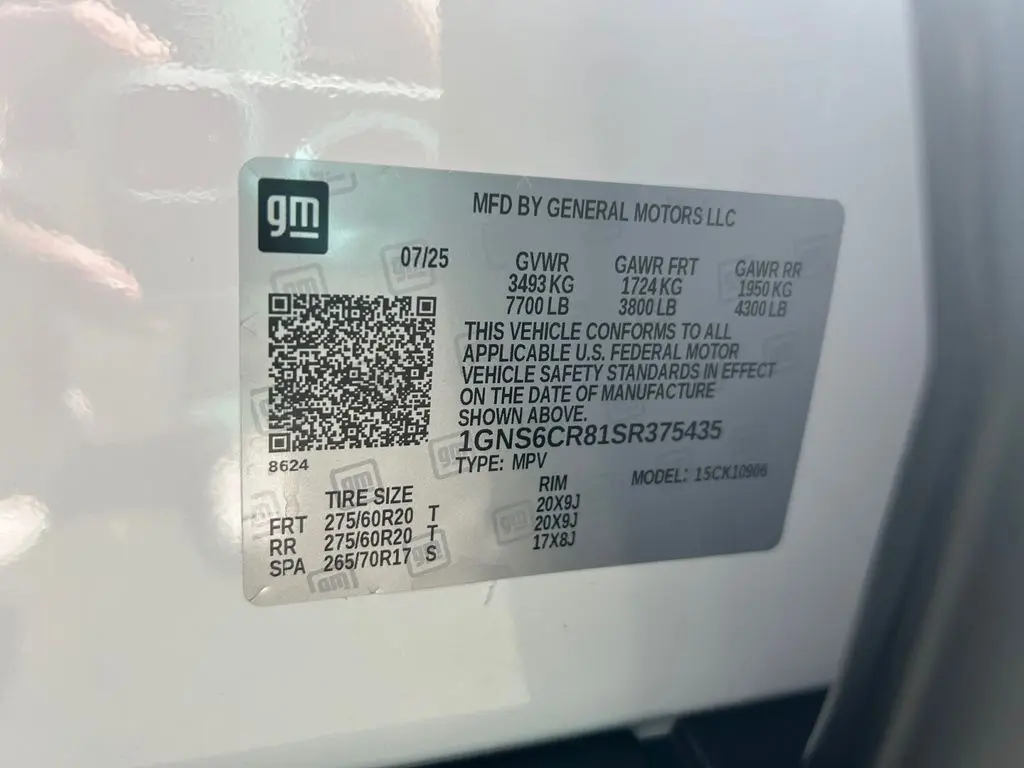 gm
MFD BY GENERAL MOTORS LLC
07/25
GVWR GAWR FRT GAWR RR
3493 KG 1724 KG 1950 KG
7700 LB 3800 LB 4300 LB
THIS VEHICLE CONFORMS TO ALL
APPLICABLE U.S. FEDERAL MOTOR
VEHICLE SAFETY STANDARDS IN EFFECT
ON THE DATE OF MANUFACTURE
SHOWN ABOVE.
1GNS6CR81SR375435
8624
TYPE: MPV MODEL: 15CK10906
TIRE SIZE RIM
FRT 275/60R20 T 20X9J
RR 275/60R20 T 20X9J
SPA 265/70R17 S 17X8J